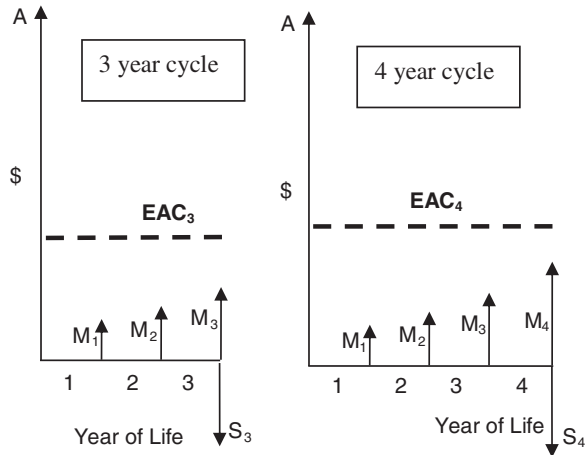 A
3 year cycle
$
EAC₃
M₁
M₂
M₃
1 2 3
Year of Life
S₃
A
4 year cycle
$
EAC₄
M₁
M₂
M₃
M₄
1 2 3 4
Year of Life
S₄